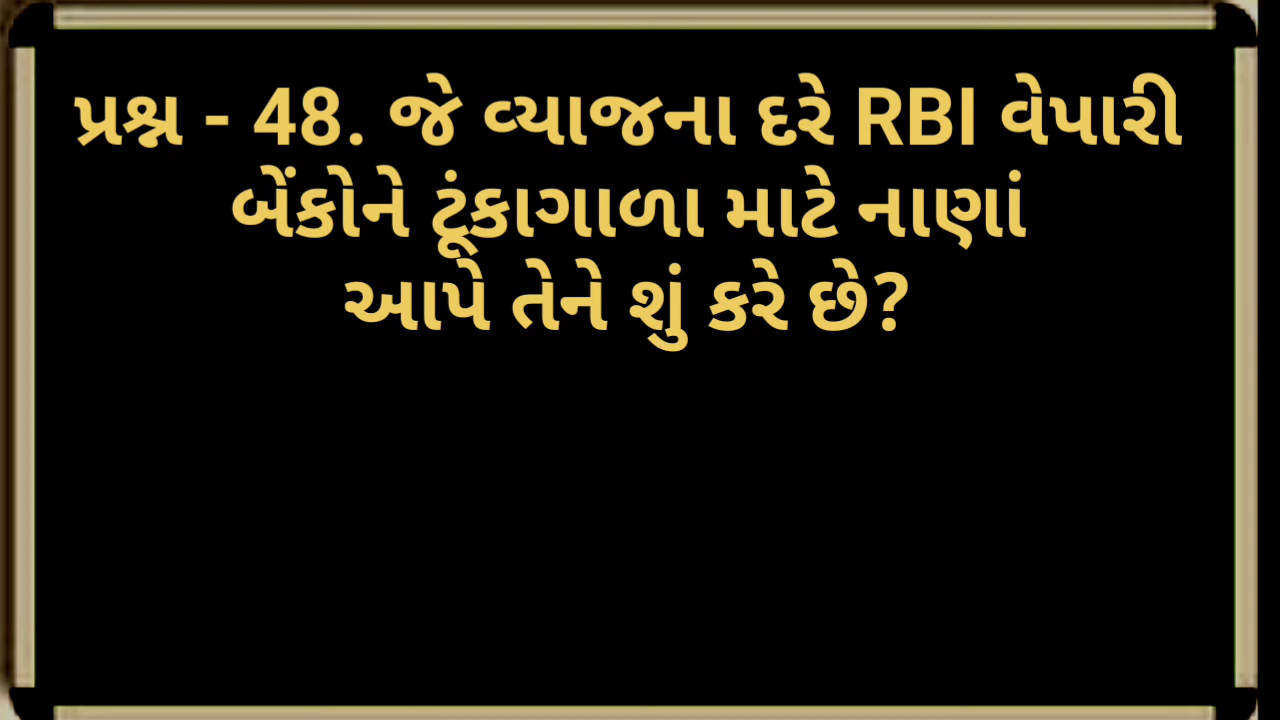 પ્રશ્ન - 48. જે વ્યાજના દરે RBI વેપારી
બેંકોને ટૂંકાગાળા માટે નાણાં
આપે તેને શું કરે છે?